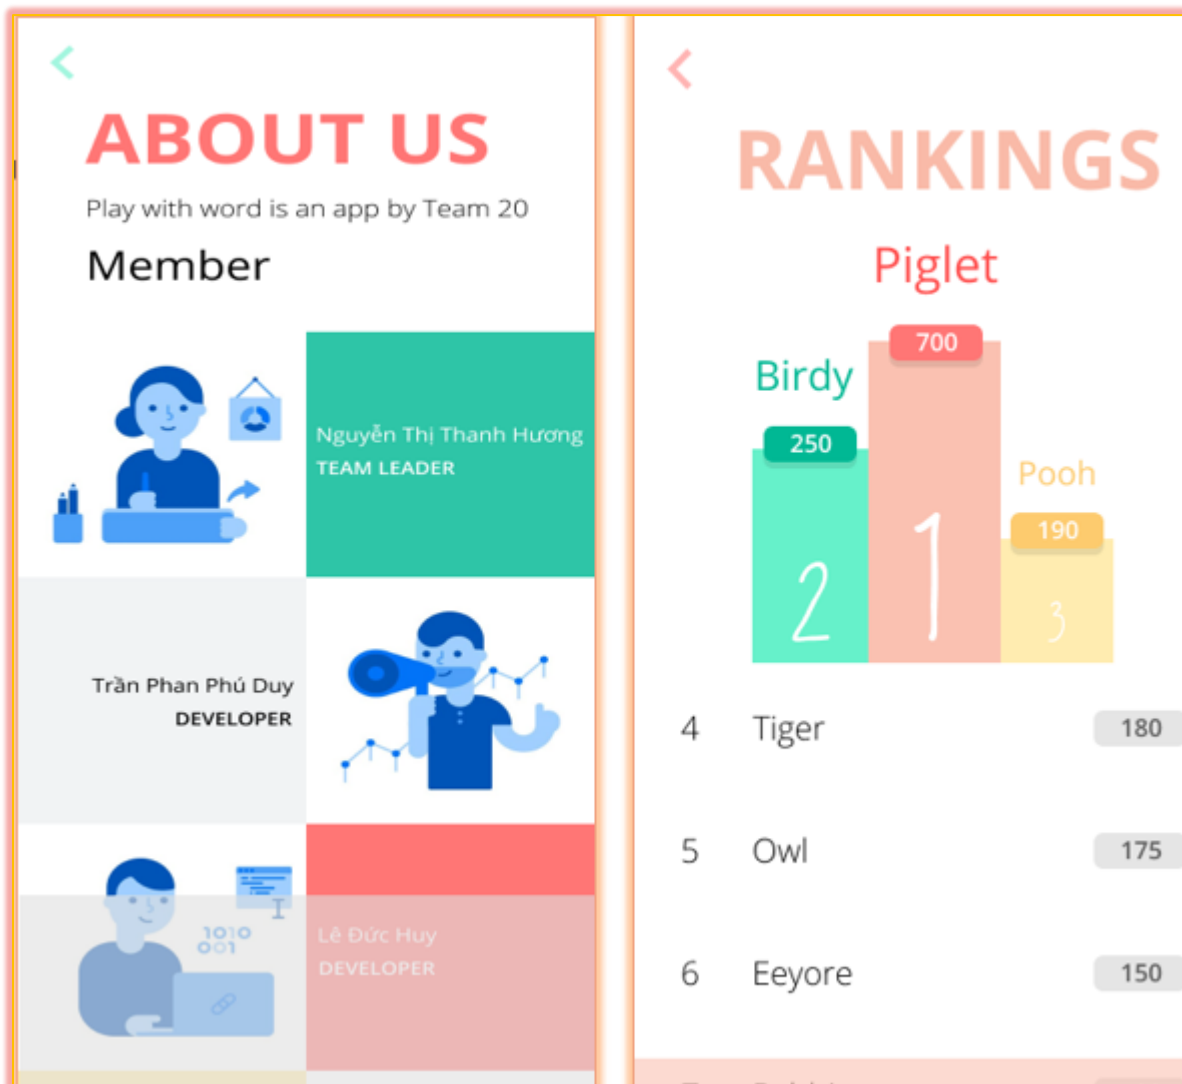 ABOUT US
Play with word is an app by Team 20
Member
Nguyễn Thị Thanh Hương
TEAM LEADER
Trần Phan Phú Duy
DEVELOPER
1010
001
Lê Đức Huy
DEVELOPER
RANKINGS
Piglet
700
Birdy
250
Pooh
190
2
1
3
4 Tiger 180
5 Owl 175
6 Eeyore 150